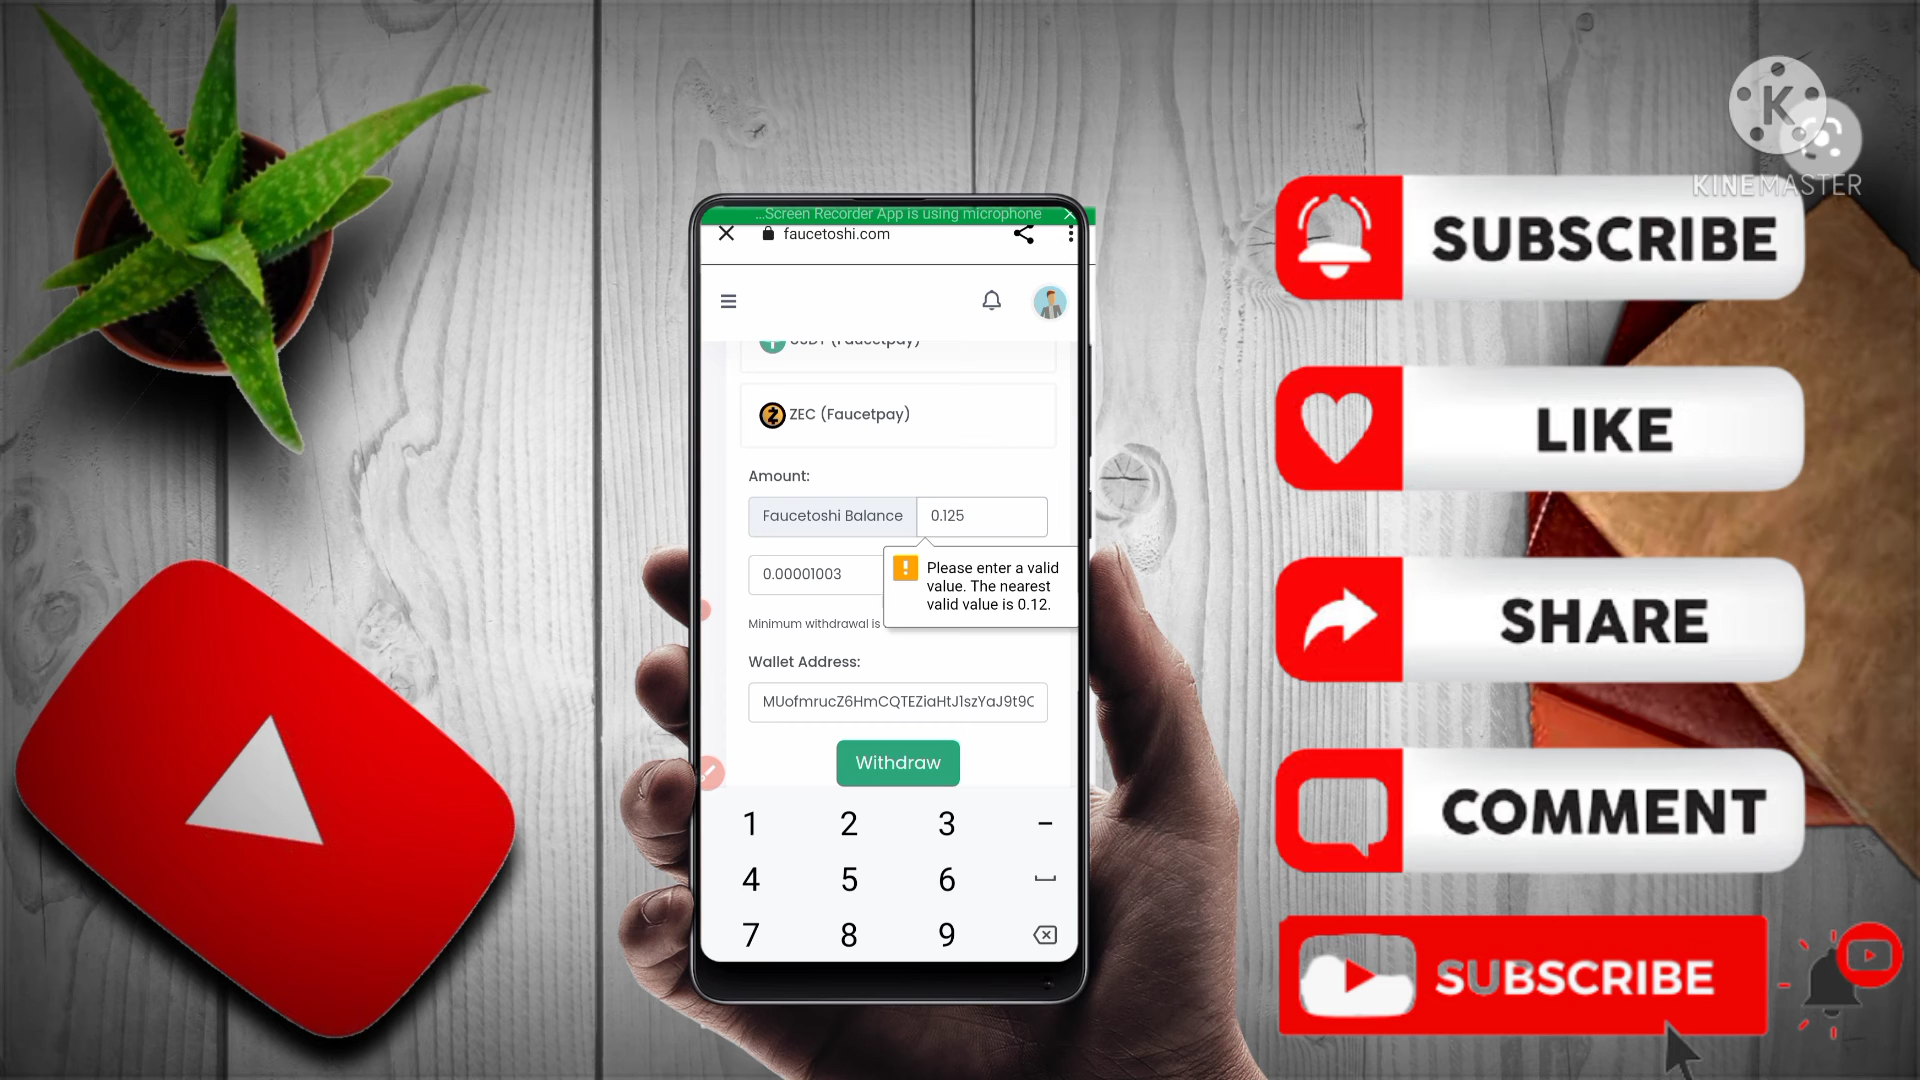 KINEMASTER
...Screen Recorder App is using microphone
faucetoshi.com
USDT (Faucetpay)
ZEC (Faucetpay)
Amount:
Faucetoshi Balance
0.125
0.00001003
Please enter a valid
value. The nearest
valid value is 0.12.
Minimum withdrawal is
Wallet Address:
MUofmrucZ6HmCQTEZiaHtJ1szYaJ9t9C
Withdraw
1 2 3 -
4 5 6
7 8 9
SUBSCRIBE
LIKE
SHARE
COMMENT
SUBSCRIBE